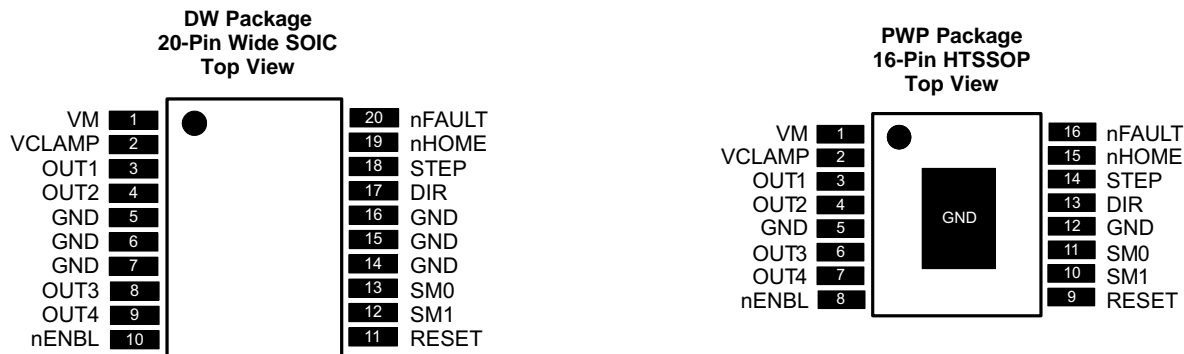 DW Package
20-Pin Wide SOIC
Top View
VM 1 20 nFAULT
VCLAMP 2 19 nHOME
OUT1 3 18 STEP
OUT2 4 17 DIR
GND 5 16 GND
GND 6 15 GND
GND 7 14 GND
OUT3 8 13 SM0
OUT4 9 12 SM1
nENBL 10 11 RESET
PWP Package
16-Pin HTSSOP
Top View
VM 1 16 nFAULT
VCLAMP 2 15 nHOME
OUT1 3 14 STEP
OUT2 4 13 DIR
GND 5 GND 12 GND
OUT3 6 11 SM0
OUT4 7 10 SM1
nENBL 8 9 RESET